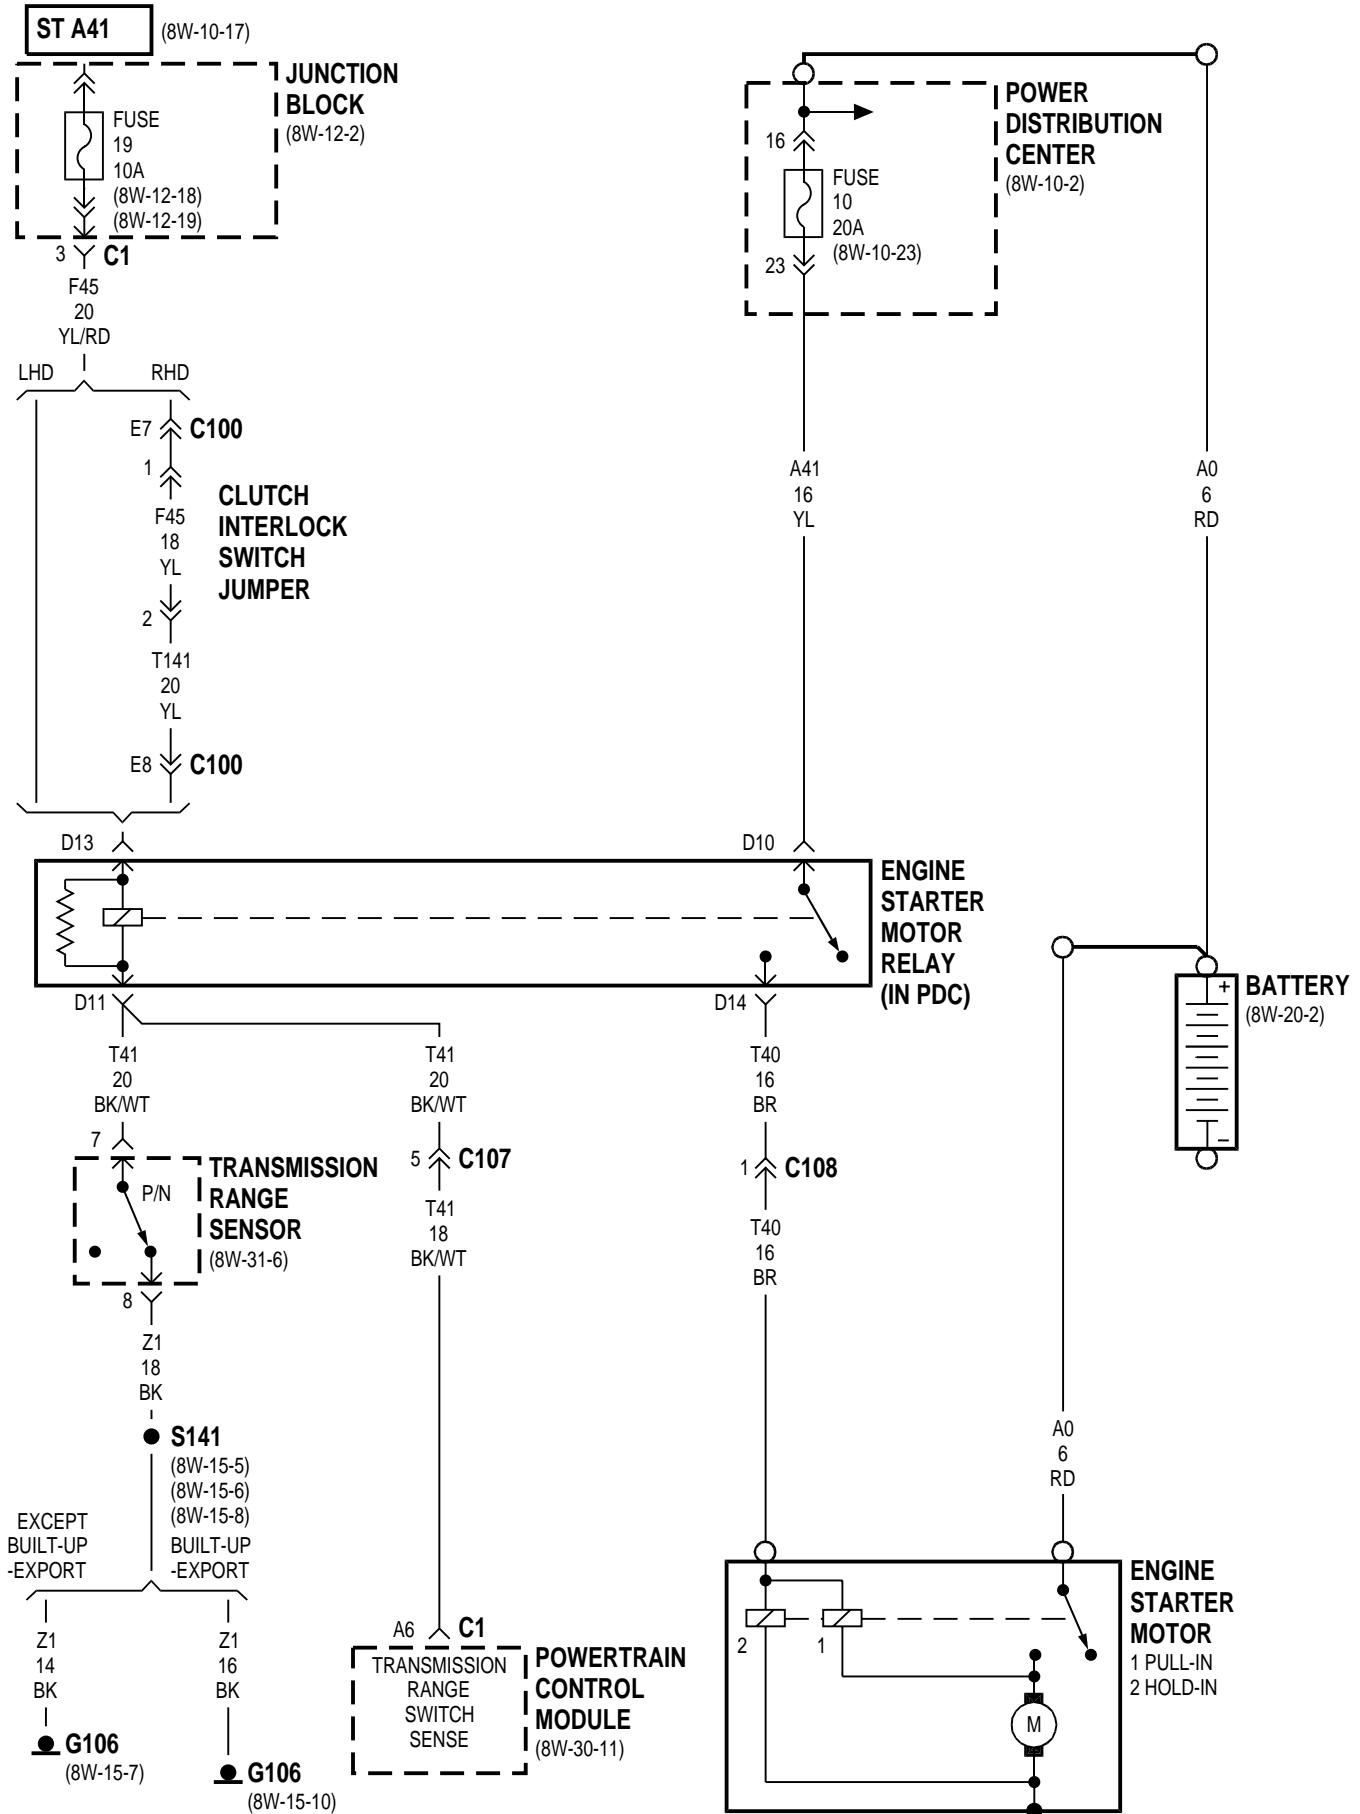 ST A41
(8W-10-17)
JUNCTION
BLOCK
(8W-12-2)
FUSE
19
10A
(8W-12-18)
(8W-12-19)
3
C1
F45
20
YL/RD
LHD
RHD
E7
C100
1
F45
18
YL
CLUTCH
INTERLOCK
SWITCH
JUMPER
2
T141
20
YL
E8
C100
POWER
DISTRIBUTION
CENTER
(8W-10-2)
16
FUSE
10
20A
(8W-10-23)
23
A41
16
YL
A0
6
RD
D13
D10
ENGINE
STARTER
MOTOR
RELAY
(IN PDC)
D11
D14
BATTERY
(8W-20-2)
+
–
T41
20
BK/WT
T41
20
BK/WT
T40
16
BR
7
P/N
TRANSMISSION
RANGE
SENSOR
(8W-31-6)
8
5
C107
T41
18
BK/WT
1
C108
T40
16
BR
Z1
18
BK
S141
(8W-15-5)
(8W-15-6)
(8W-15-8)
EXCEPT
BUILT-UP
-EXPORT
BUILT-UP
-EXPORT
Z1
14
BK
Z1
16
BK
G106
(8W-15-7)
G106
(8W-15-10)
A6
C1
TRANSMISSION
RANGE
SWITCH
SENSE
POWERTRAIN
CONTROL
MODULE
(8W-30-11)
A0
6
RD
ENGINE
STARTER
MOTOR
1 PULL-IN
2 HOLD-IN
2
1
M